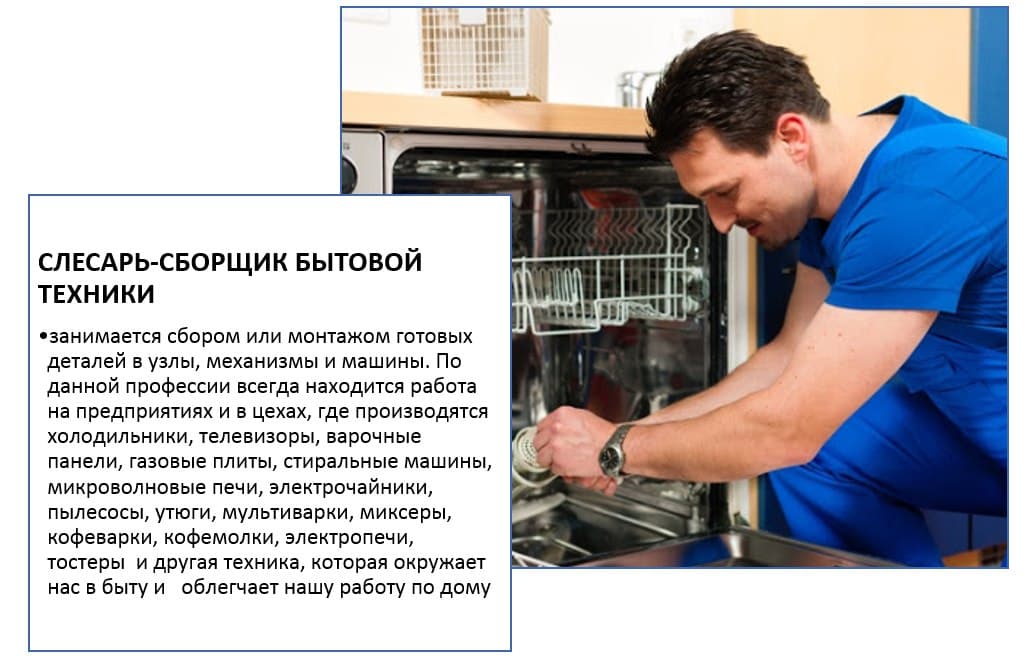 СЛЕСАРЬ-СБОРЩИК БЫТОВОЙ
ТЕХНИКИ
•занимается сбором или монтажом готовых
деталей в узлы, механизмы и машины. По
данной профессии всегда находится работа
на предприятиях и в цехах, где производятся
холодильники, телевизоры, варочные
панели, газовые плиты, стиральные машины,
микроволновые печи, электрочайники,
пылесосы, утюги, мультиварки, миксеры,
кофеварки, кофемолки, электропечи,
тостеры  и другая техника, которая окружает
нас в быту и   облегчает нашу работу по дому